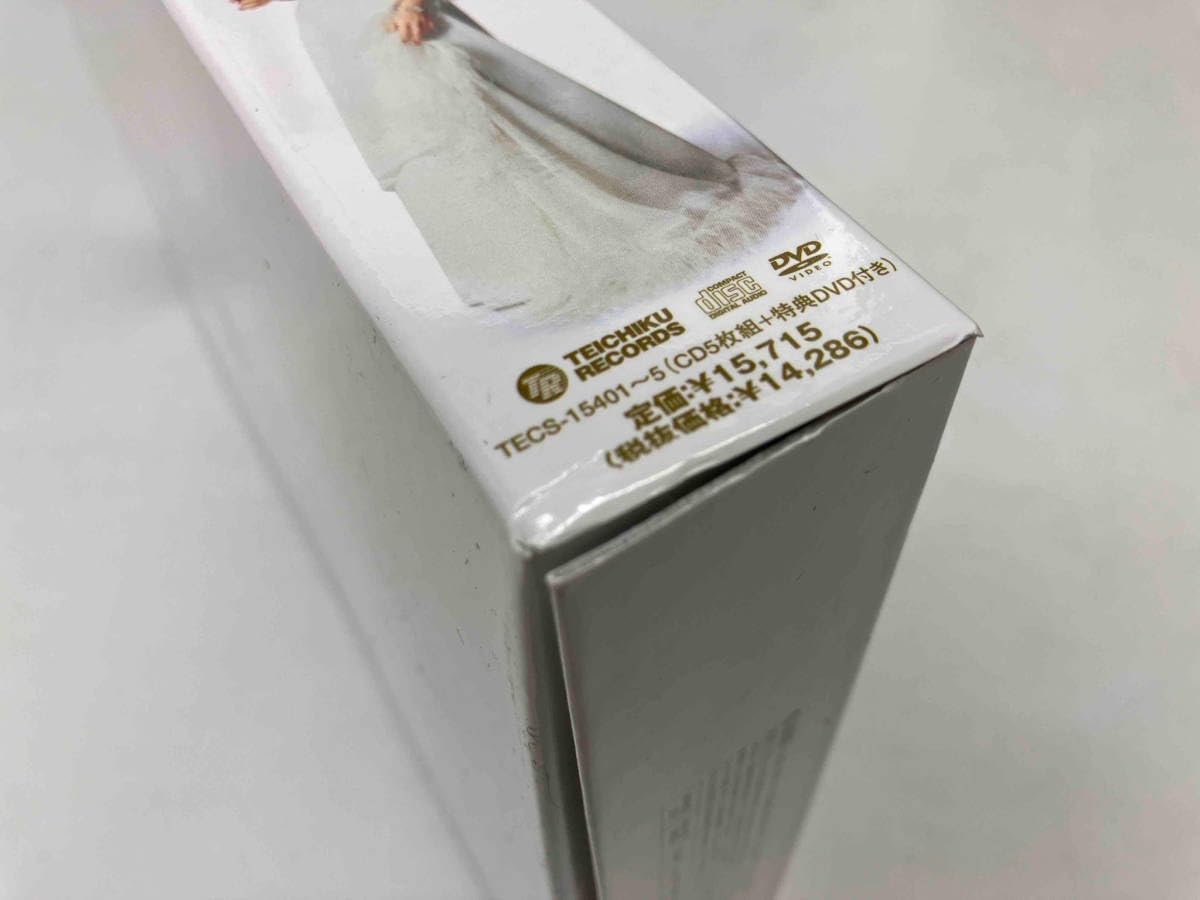 TR
TEICHIKU
RECORDS
COMPACT
disc
DIGITAL AUDIO
DVD
VIDEO
TECS-15401～5（CD5枚組＋特典DVD付き）
定価:¥15,715
（税抜価格:¥14,286）